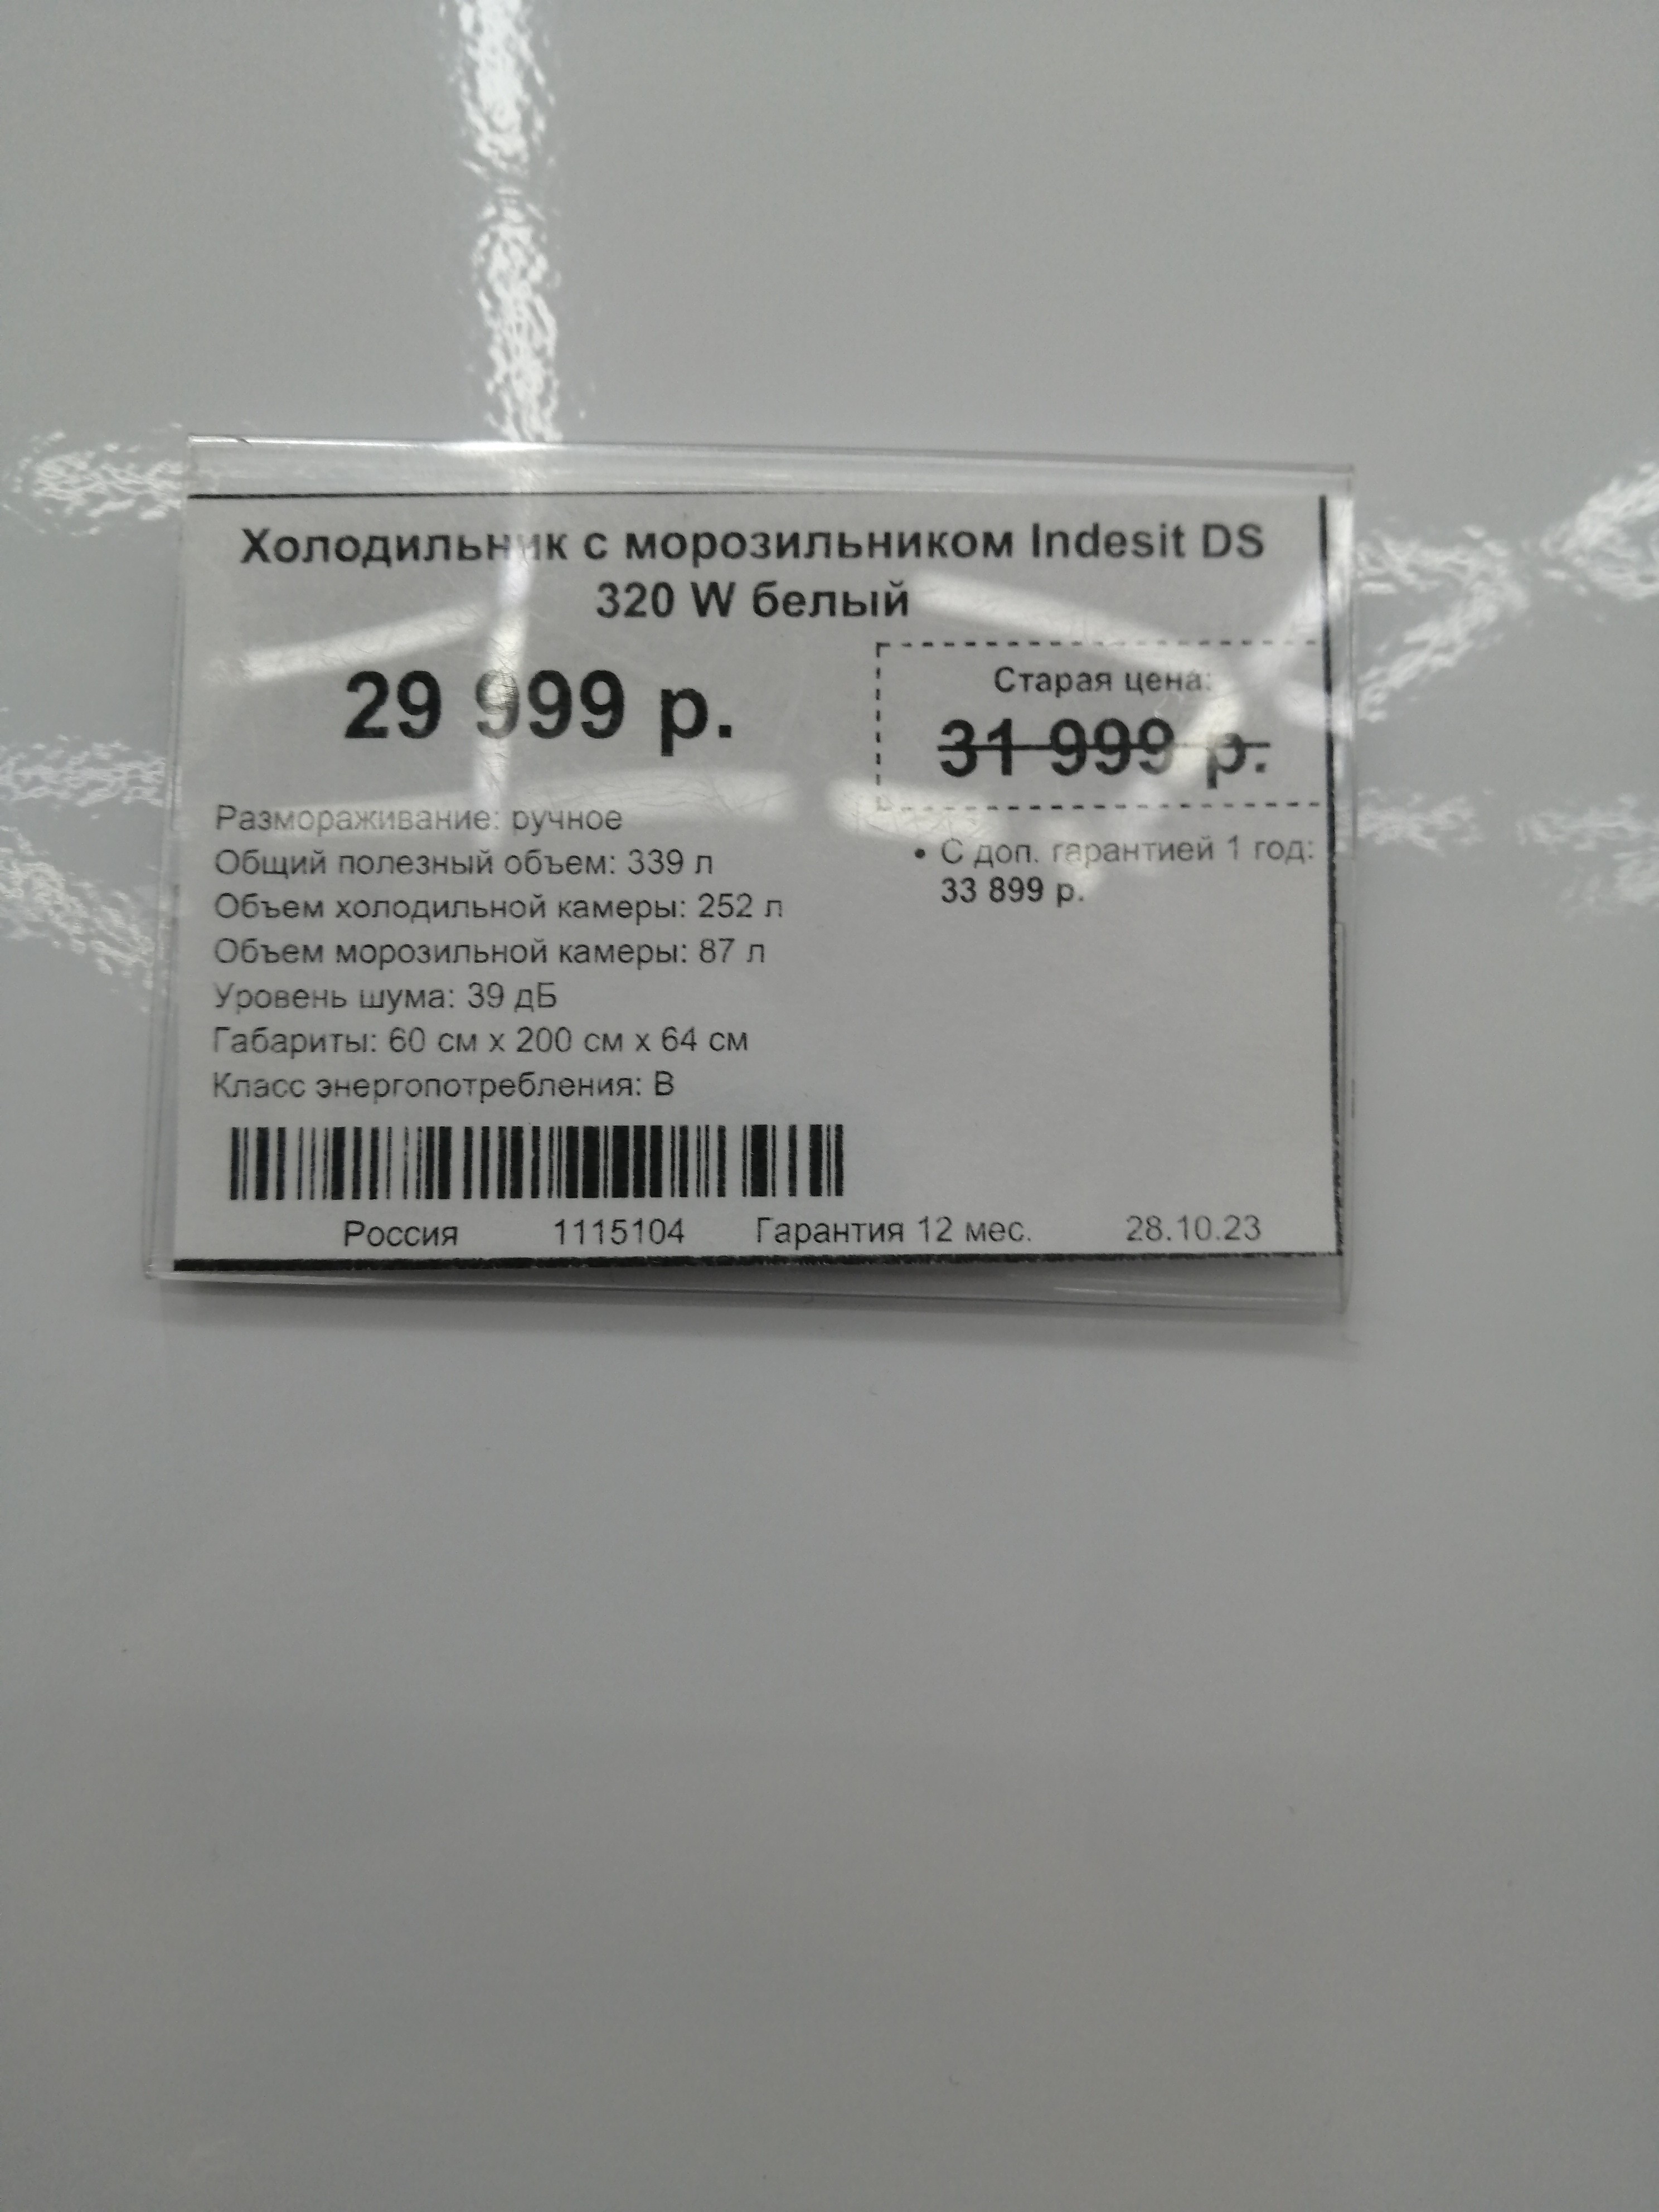 Холодильник с морозильником Indesit DS
320 W белый
29 999 р.
Старая цена:
31 999 р.
Размораживание: ручное
Общий полезный объем: 339 л
Объем холодильной камеры: 252 л
Объем морозильной камеры: 87 л
Уровень шума: 39 дБ
Габариты: 60 см x 200 см x 64 см
Класс энергопотребления: B
• С доп. гарантией 1 год:
33 899 р.
Россия 1115104 Гарантия 12 мес. 28.10.23